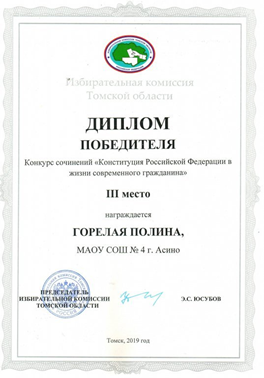 Избирательная комиссия
Томской области
ДИПЛОМ
ПОБЕДИТЕЛЯ
Конкурс сочинений «Конституция Российской Федерации в
жизни современного гражданина»
III место
награждается
ГОРЕЛАЯ ПОЛИНА,
МАОУ СОШ № 4 г. Асино
ПРЕДСЕДАТЕЛЬ
ИЗБИРАТЕЛЬНОЙ КОМИССИИ
ТОМСКОЙ ОБЛАСТИ
Э.С. ЮСУБОВ
Томск, 2019 год